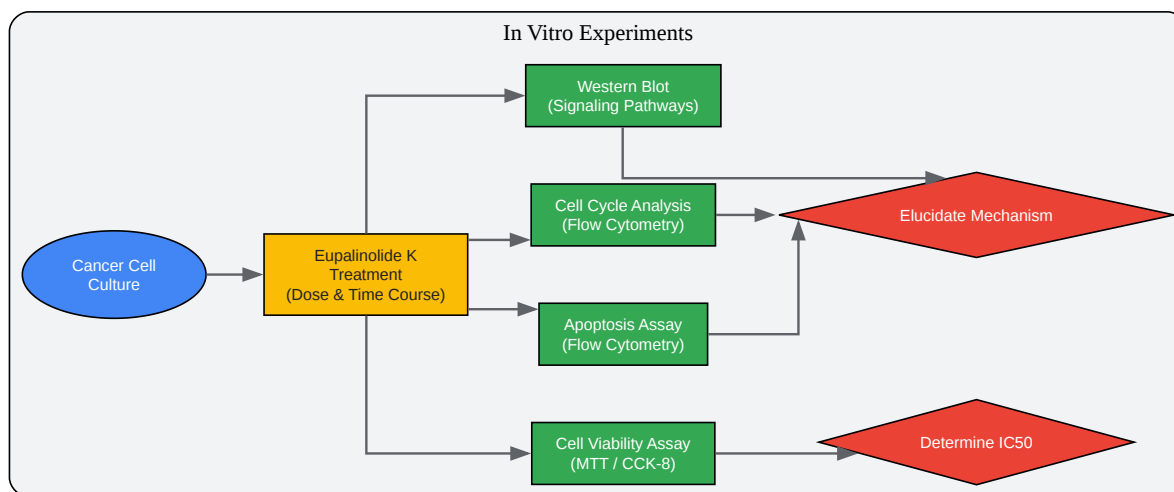 In Vitro Experiments
Western Blot
(Signaling Pathways)
Cell Cycle Analysis
(Flow Cytometry)
Elucidate Mechanism
Cancer Cell
Culture
Eupalinolide K
Treatment
(Dose & Time Course)
Apoptosis Assay
(Flow Cytometry)
Cell Viability Assay
(MTT / CCK-8)
Determine IC50